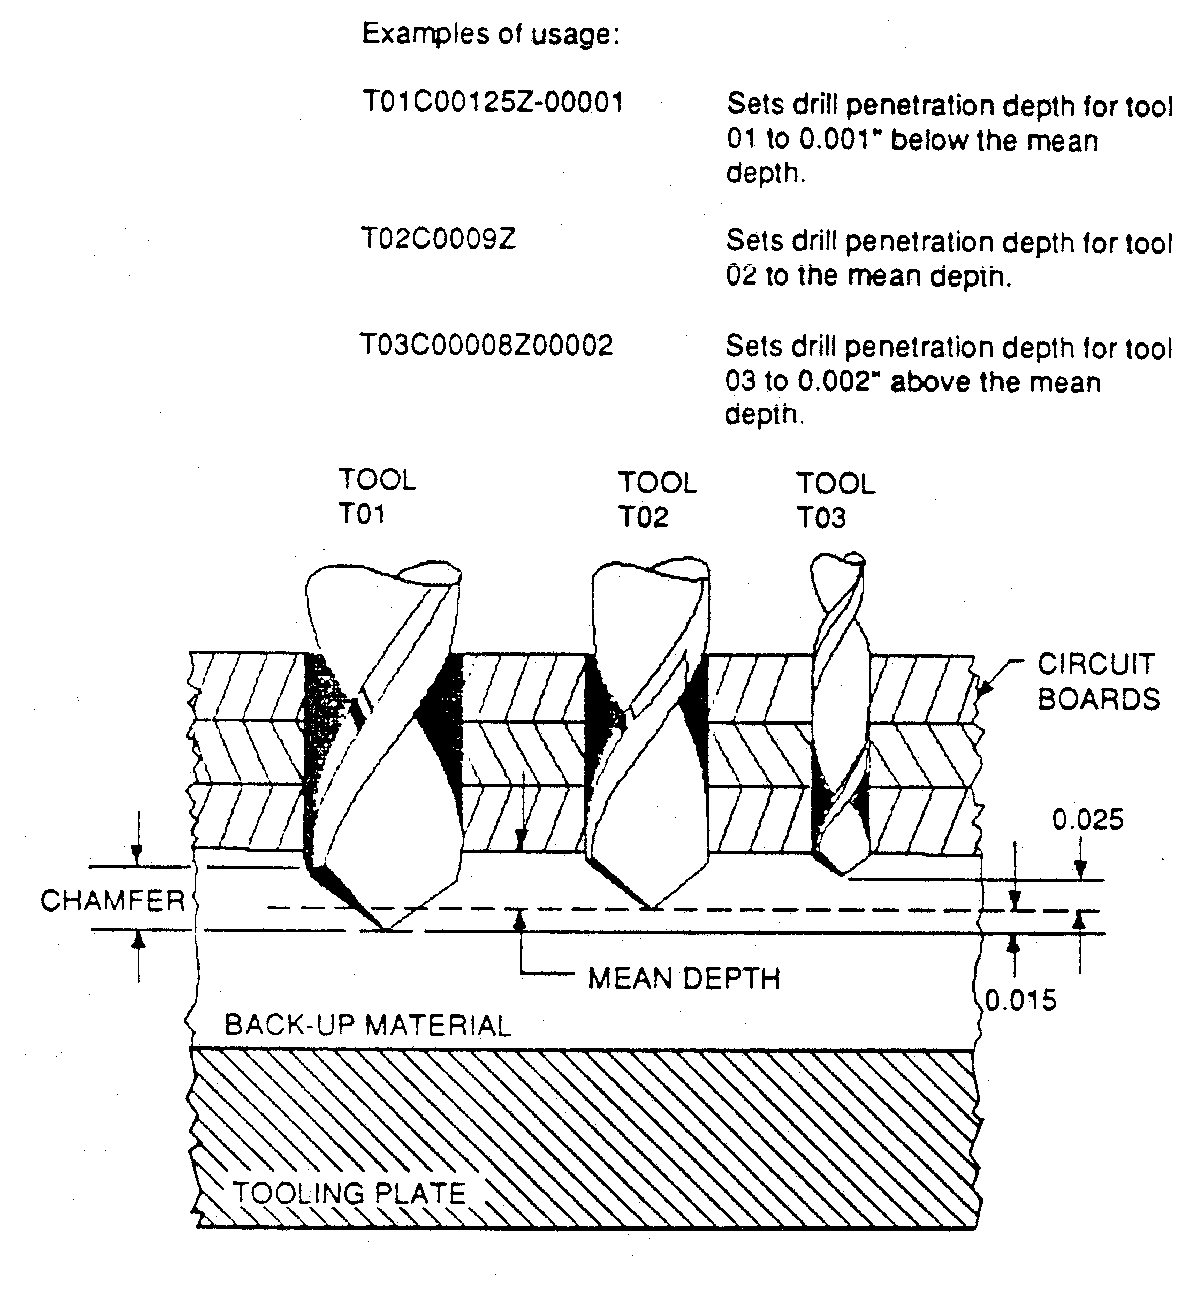 Examples of usage:
T01C00125Z-00001
Sets drill penetration depth for tool
01 to 0.001" below the mean
depth.
T02C0009Z
Sets drill penetration depth for tool
02 to the mean depth.
T03C00008Z00002
Sets drill penetration depth for tool
03 to 0.002" above the mean
depth.
TOOL
T01
TOOL
T02
TOOL
T03
CIRCUIT
BOARDS
0.025
CHAMFER
MEAN DEPTH
0.015
BACK-UP MATERIAL
TOOLING PLATE